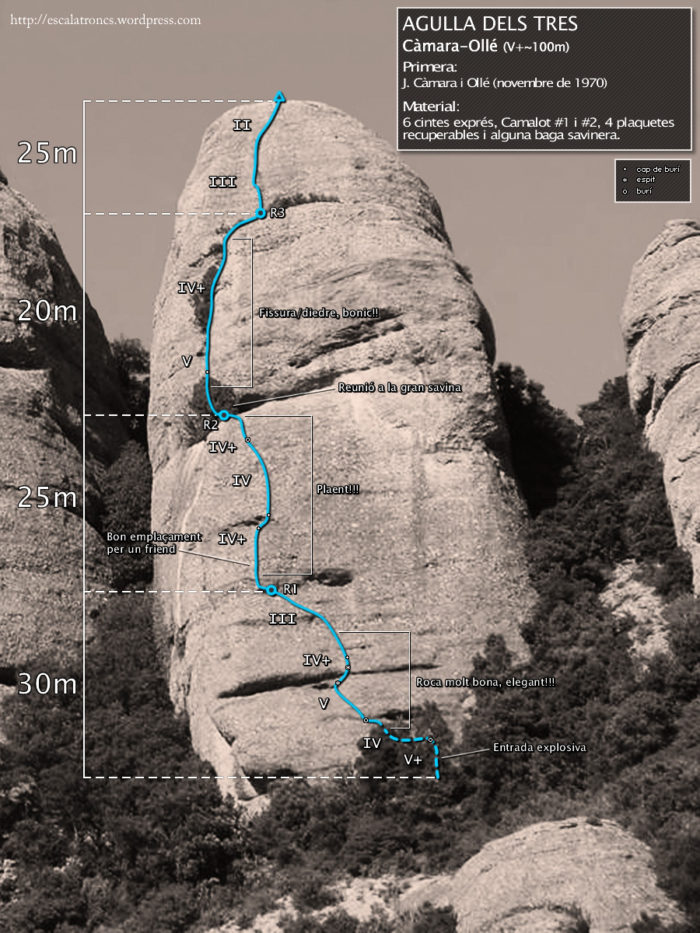 http://escalatroncs.wordpress.com
AGULLA DELS TRES
Càmara-Ollé (V+~100m)
Primera:
J. Càmara i Ollé (novembre de 1970)
Material:
6 cintes exprés, Camalot #1 i #2, 4 plaquetes
recuperables i alguna baga savinera.
cap de burí
espit
burí
II
25m
III
R3
IV+
20m
Fissura/diedre, bonic!!
V
Reunió a la gran savina
R2
IV+
IV
Plaent!!!
25m
Bon emplaçament
per un friend
IV+
R1
III
IV+
30m
Roca molt bona, elegant!!!
V
IV
Entrada explosiva
V+